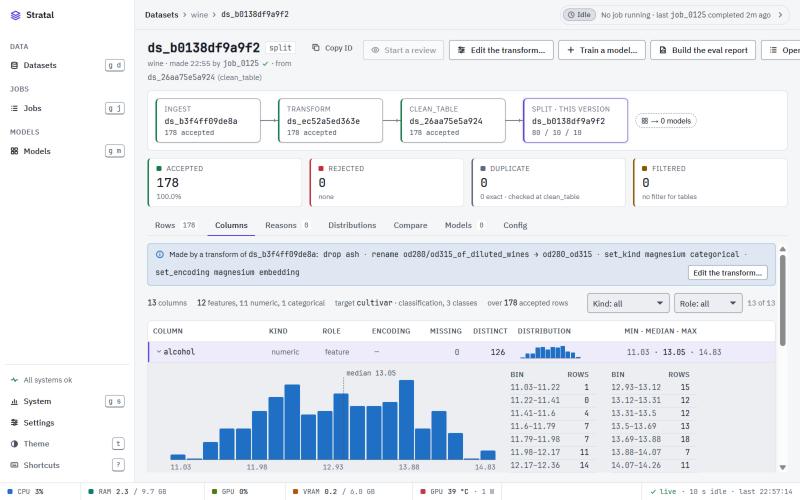 Stratal
Datasets > wine > ds_b0138df9a9f2
Idle No job running · last job_0125 completed 2m ago
DATA
Datasets g d
JOBS
Jobs g j
MODELS
Models g m
ds_b0138df9a9f2 split Copy ID
wine · made 22:55 by job_0125 ✓ · from
ds_26aa75e5a924 (clean_table)
Start a review Edit the transform... + Train a model... Build the eval report Oper
INGEST
ds_b3f4ff09de8a
178 accepted
TRANSFORM
ds_ec52a5ed363e
178 accepted
CLEAN_TABLE
ds_26aa75e5a924
178 accepted
SPLIT · THIS VERSION
ds_b0138df9a9f2
80 / 10 / 10
→ 0 models
ACCEPTED
178
100.0%
REJECTED
0
none
DUPLICATE
0
0 exact · checked at clean_table
FILTERED
0
no filter for tables
Rows 178 Columns Reasons 0 Distributions Compare Models 0 Config
Made by a transform of ds_b3f4ff09de8a: drop ash · rename od280/od315_of_diluted_wines → od280_od315 · set_kind magnesium categorical ·
set_encoding magnesium embedding
Edit the transform...
13 columns 12 features, 11 numeric, 1 categorical target cultivar · classification, 3 classes over 178 accepted rows Kind: all Role: all 13 of 13
COLUMN KIND ROLE ENCODING MISSING DISTINCT DISTRIBUTION MIN · MEDIAN · MAX
alcohol numeric feature — 0 126 11.03 · 13.05 · 14.83
median 13.05
11.03 11.98 12.93 13.88 14.83
BIN ROWS BIN ROWS
11.03–11.22 1 12.93–13.12 15
11.22–11.41 0 13.12–13.31 12
11.41–11.6 4 13.31–13.5 12
11.6–11.79 7 13.5–13.69 13
11.79–11.98 7 13.69–13.88 18
11.98–12.17 11 13.88–14.07 7
12.17–12.36 14 14.07–14.26 11
All systems ok
System g s
Settings
Theme t
Shortcuts ?
CPU 3% RAM 2.3 / 9.7 GB GPU 0% VRAM 0.2 / 6.0 GB GPU 39 °C · 1 W ✓ live · 10 s idle · last 22:57:14